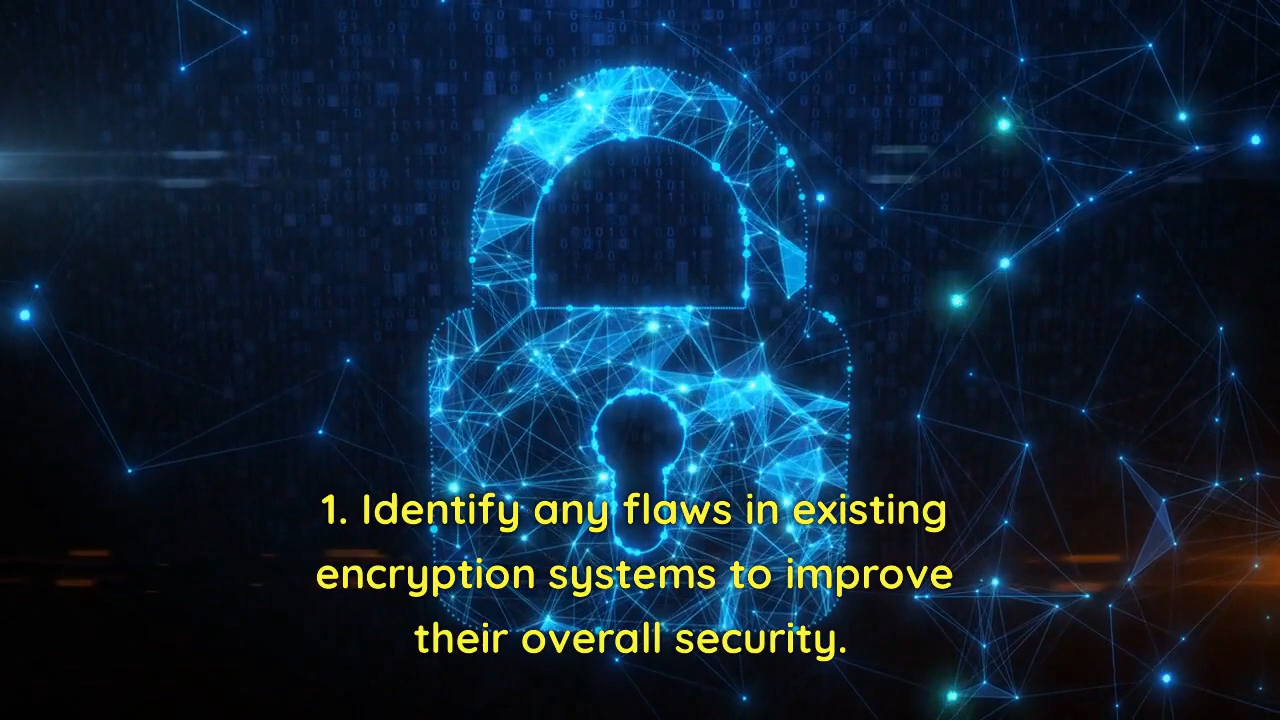 1. Identify any flaws in existing
encryption systems to improve
their overall security.